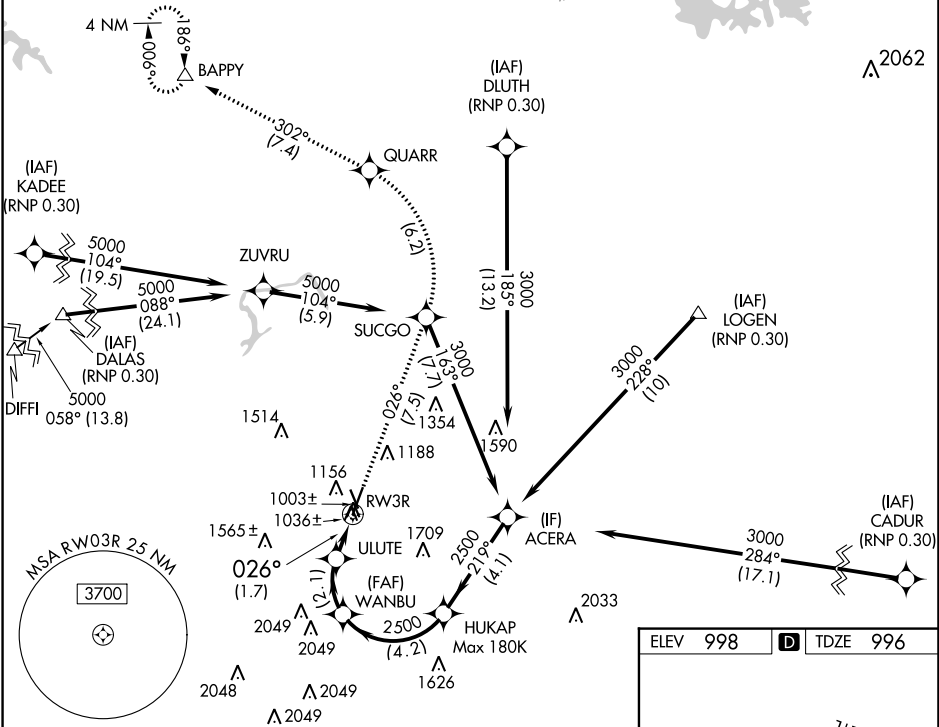 4 NM
006°
186°
BAPPY
302°
(7.4)
QUARR
(6.2)
(IAF)
DLUTH
(RNP 0.30)
2062
(IAF)
KADEE
(RNP 0.30)
5000
104°
(19.5)
ZUVRU
5000
104°
(5.9)
3000
185°
(13.2)
5000
088°
(24.1)
SUCGO
(IAF)
LOGEN
(RNP 0.30)
(IAF)
DALAS
(RNP 0.30)
DIFFI
5000
058° (13.8)
3000
163°
(7.7)
3000
228°
(10)
026°
(7.5)
1514
1354
1590
1188
1156
1003±
RW3R
1036±
1565±
1709
(IF)
ACERA
(IAF)
CADUR
(RNP 0.30)
3000
284°
(17.1)
ULUTE
2500
219°
(4.1)
026°
(1.7)
(2.1)
(FAF)
WANBU
MSA RW03R 25 NM
3700
2033
2049
2049
2500
(4.2)
HUKAP
Max 180K
1626
2048
2049
2049
ELEV 998
D
TDZE 996